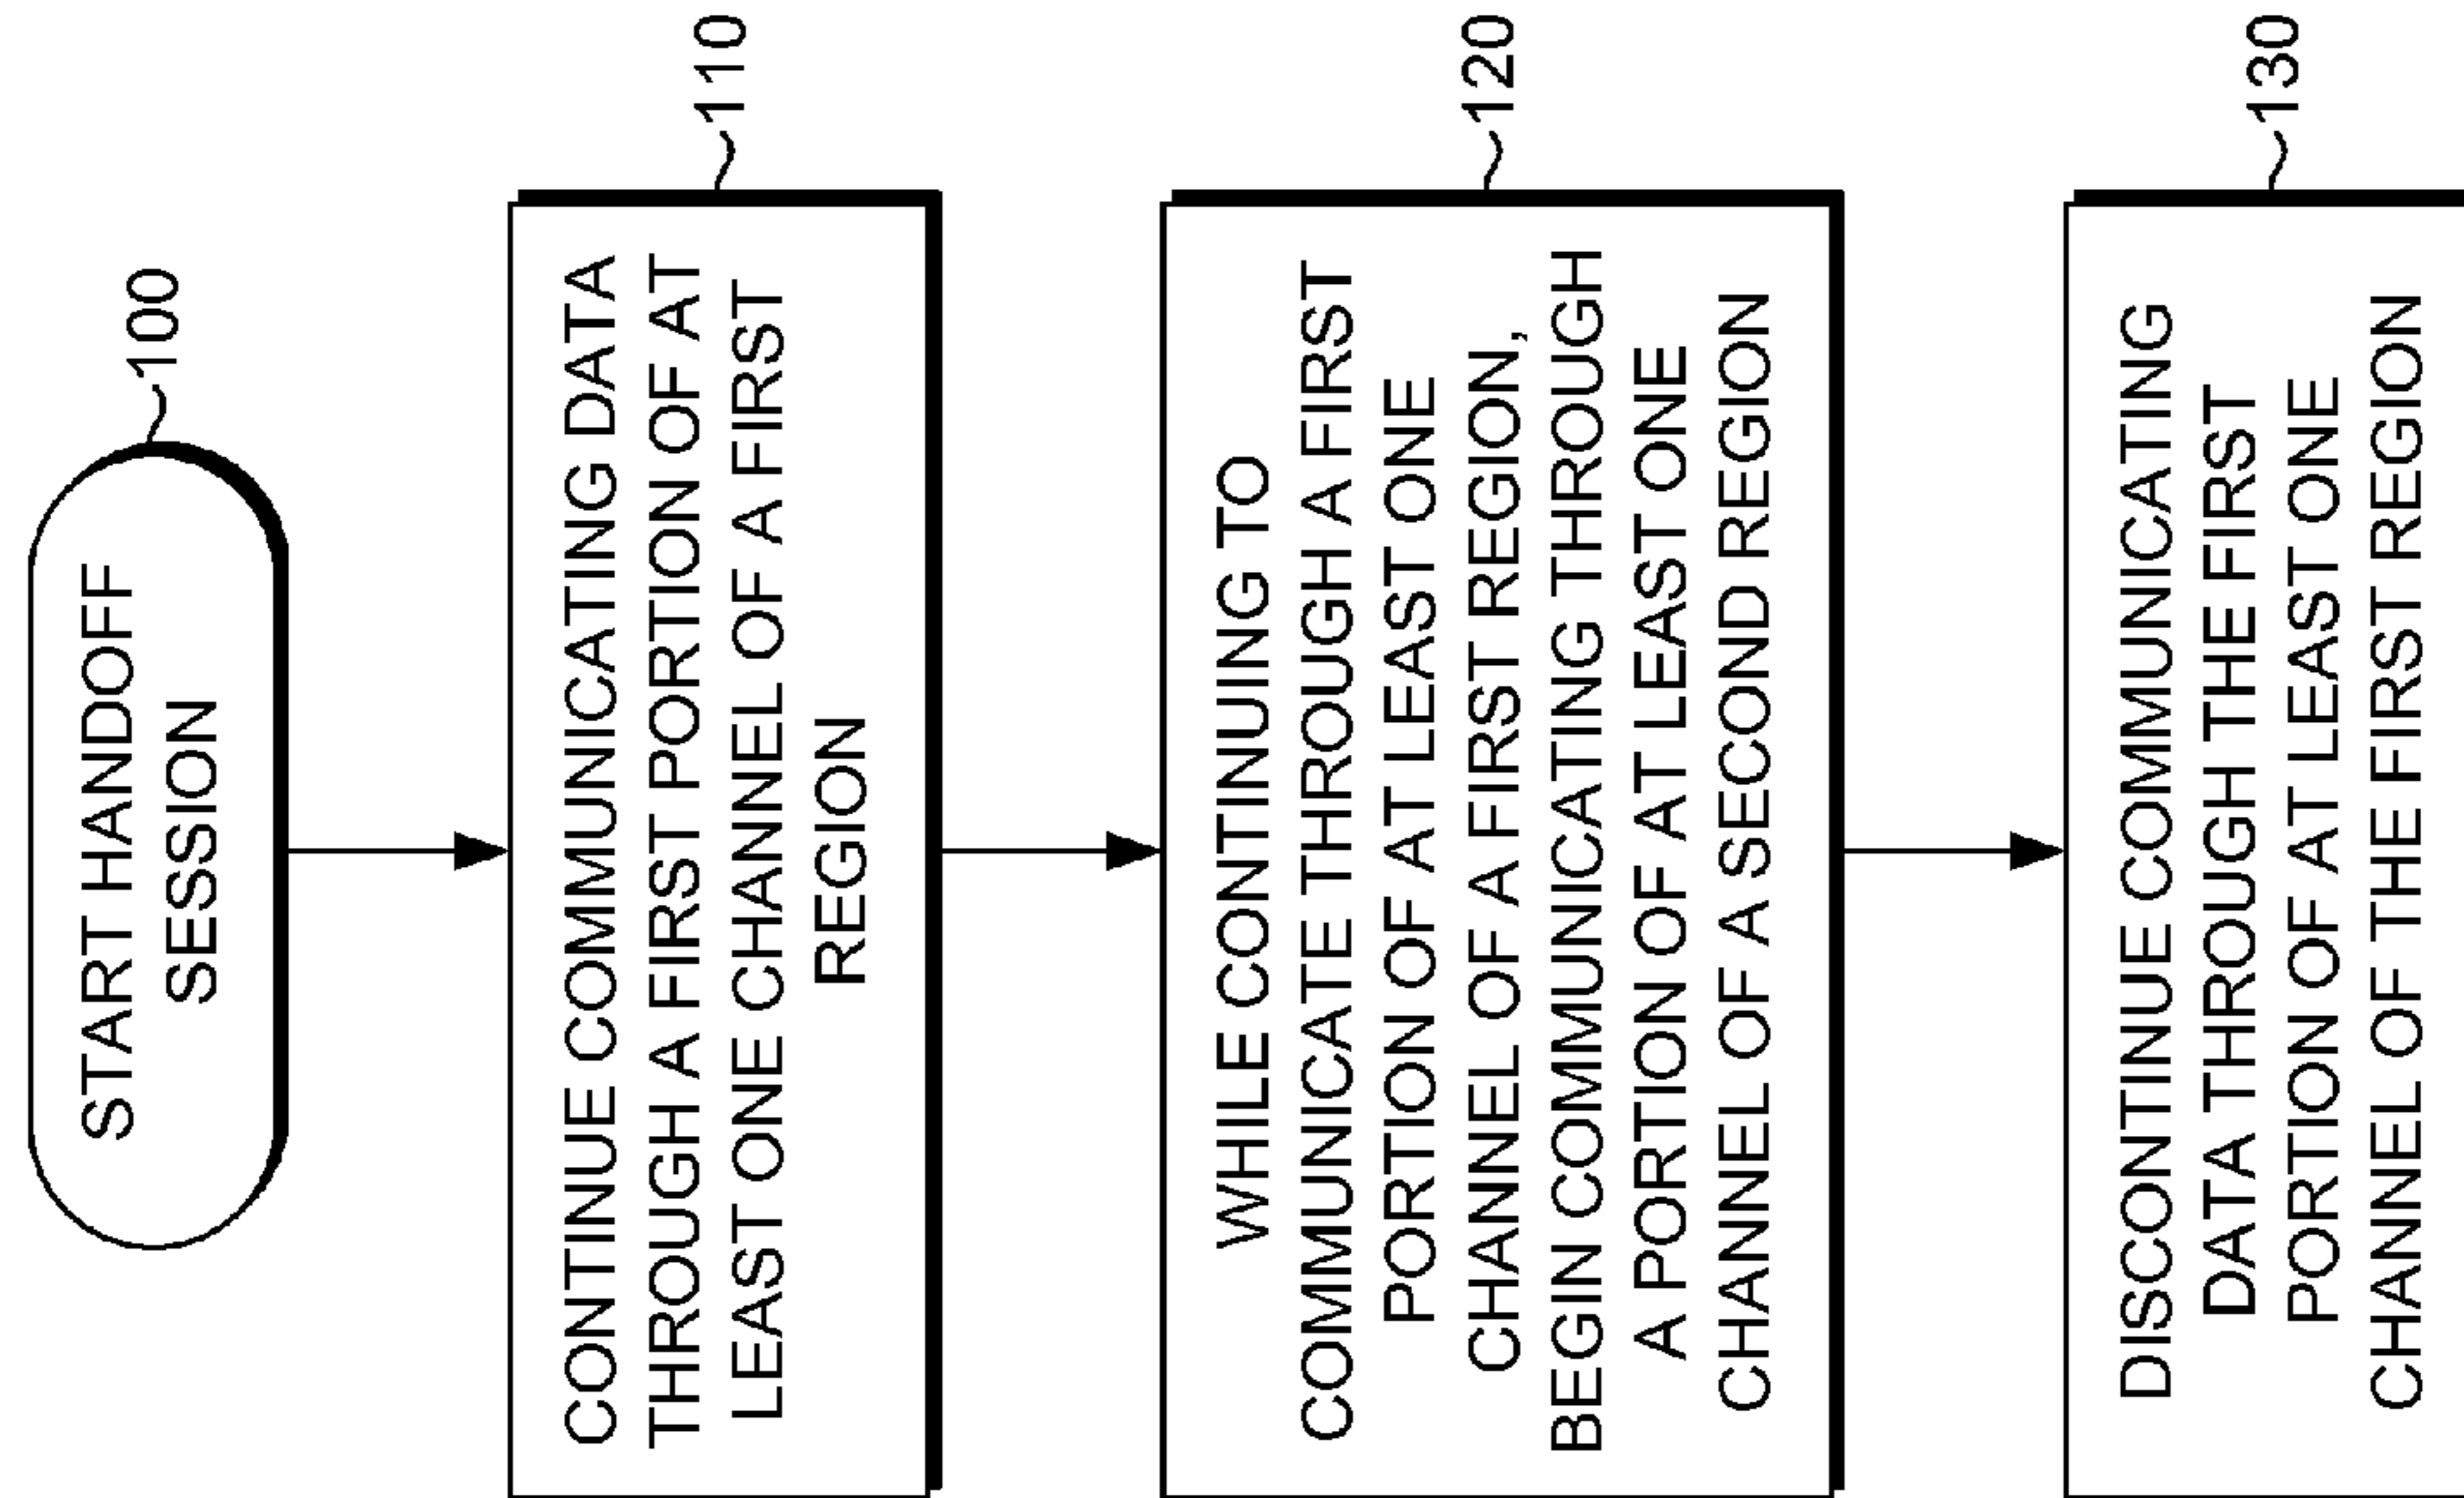 START HANDOFF
SESSION
100
CONTINUE COMMUNICATING DATA
THROUGH A FIRST PORTION OF AT
LEAST ONE CHANNEL OF A FIRST
REGION
110
WHILE CONTINUING TO
COMMUNICATE THROUGH A FIRST
PORTION OF AT LEAST ONE
CHANNEL OF A FIRST REGION,
BEGIN COMMUNICATING THROUGH
A PORTION OF AT LEAST ONE
CHANNEL OF A SECOND REGION
120
DISCONTINUE COMMUNICATING
DATA THROUGH THE FIRST
PORTION OF AT LEAST ONE
CHANNEL OF THE FIRST REGION
130